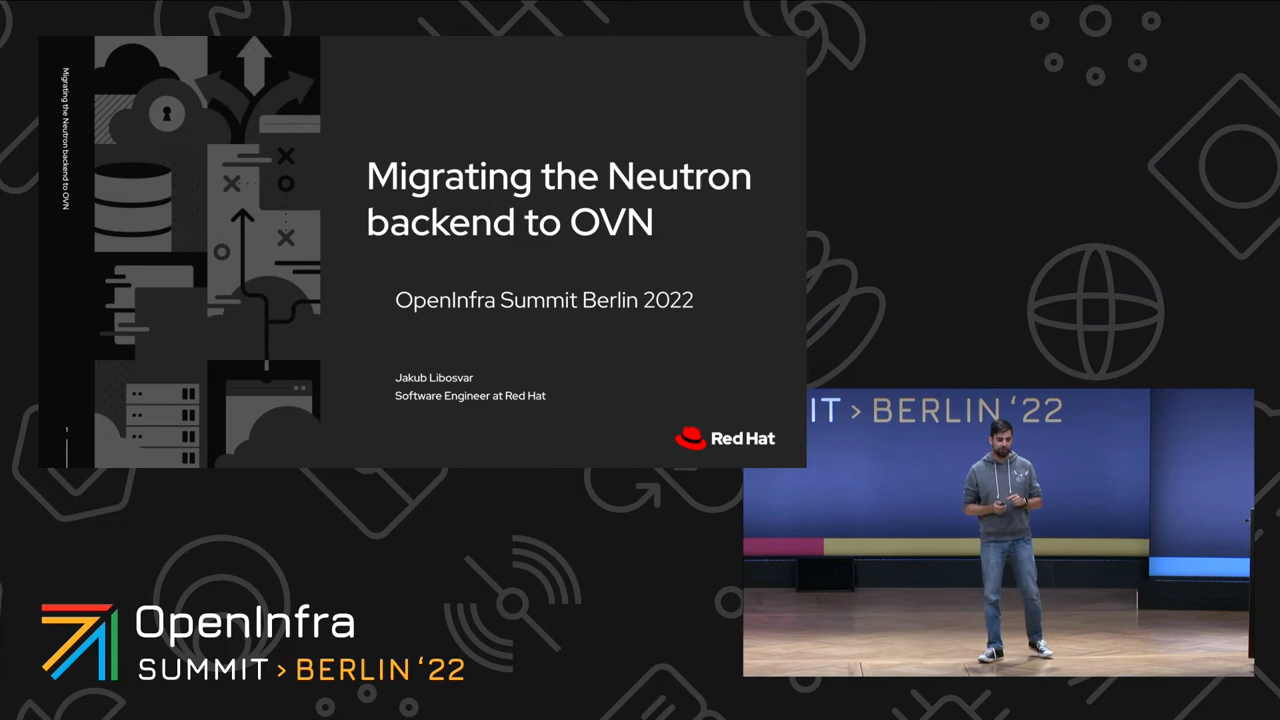 Migrating the Neutron backend to OVN
1
Migrating the Neutron
backend to OVN
OpenInfra Summit Berlin 2022
Jakub Libosvar
Software Engineer at Red Hat
Red Hat
IT > BERLIN ‘22
OpenInfra
SUMMIT > BERLIN ‘22